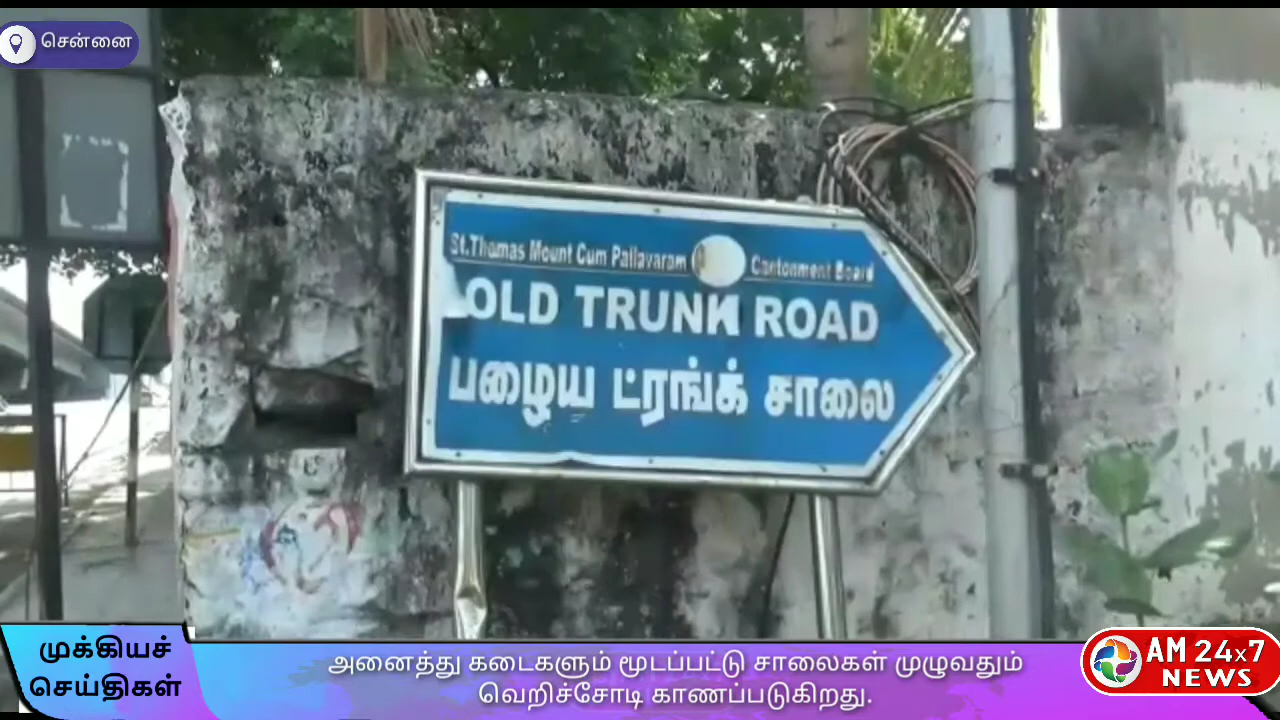 சென்னை
St.Thomas Mount Cum Pallavaram Cantonment Board
OLD TRUNK ROAD
பழைய ட்ரங்க் சாலை
முக்கியச்
செய்திகள்
அனைத்து கடைகளும் மூடப்பட்டு சாலைகள் முழுவதும்
வெறிச்சோடி காணப்படுகிறது.
AM 24x7
NEWS